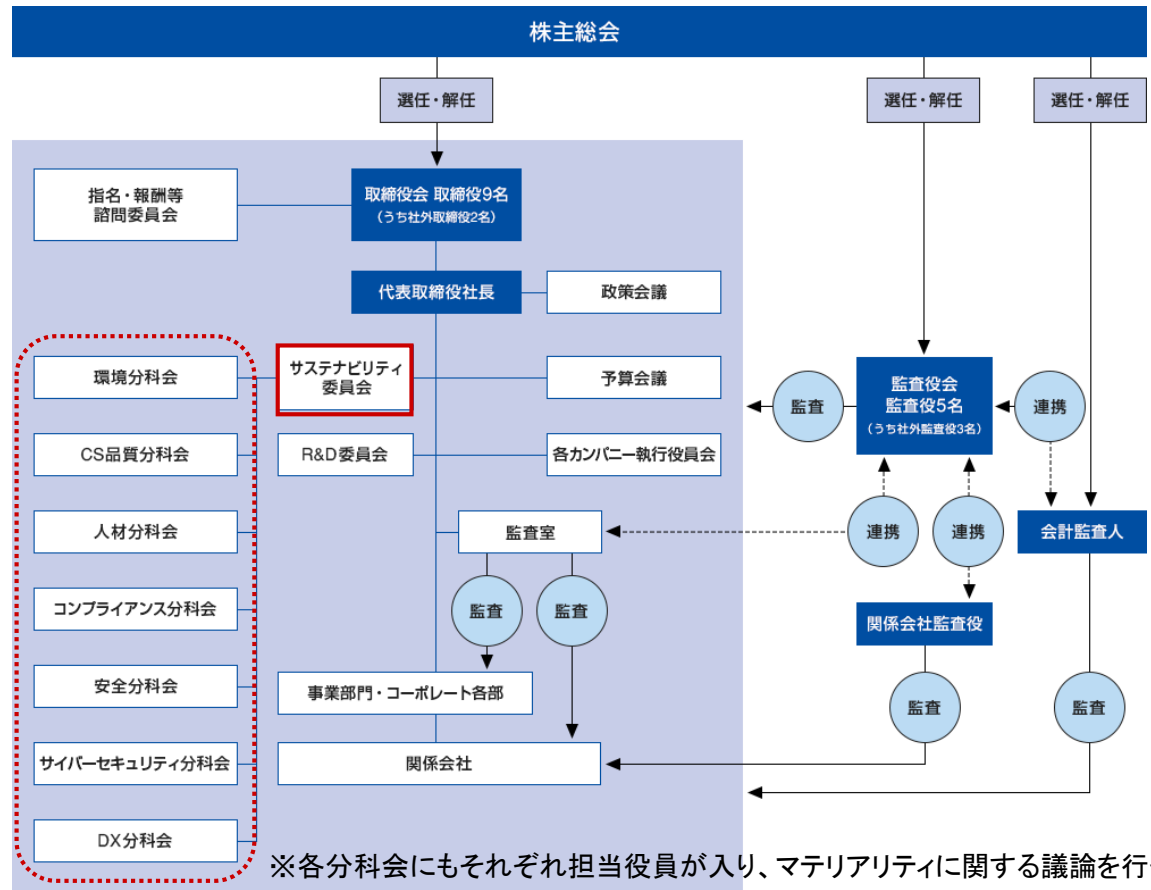 株主総会
選任・解任
選任・解任
選任・解任
指名・報酬等
諮問委員会
取締役会 取締役9名
(うち社外取締役2名)
代表取締役社長
政策会議
環境分科会
サステナビリティ
委員会
予算会議
監査
監査役会
監査役5名
(うち社外監査役3名)
連携
CS品質分科会
R&D委員会
各カンパニー執行役員会
人材分科会
監査室
連携
連携
会計監査人
コンプライアンス分科会
監査
監査
関係会社監査役
安全分科会
事業部門・コーポレート各部
監査
監査
サイバーセキュリティ分科会
関係会社
DX分科会
※各分科会にもそれぞれ担当役員が入り、マテリアリティに関する議論を行